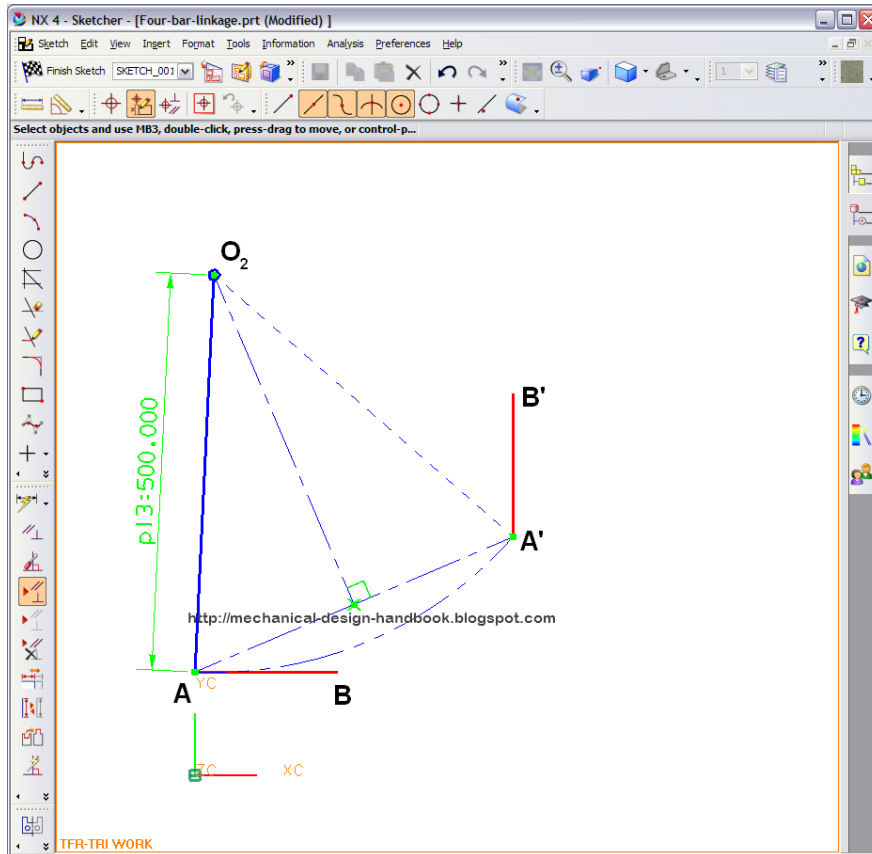 NX 4 - Sketcher - [Four-bar-linkage.prt (Modified) ]
Sketch Edit View Insert Format Tools Information Analysis Preferences Help
Finish Sketch SKETCH_001 1
Select objects and use MB3, double-click, press-drag to move, or control-p...
O2
p13:500.000
B'
A'
http://mechanical-design-handbook.blogspot.com
A YC B
ZC XC
TFR-TRI WORK